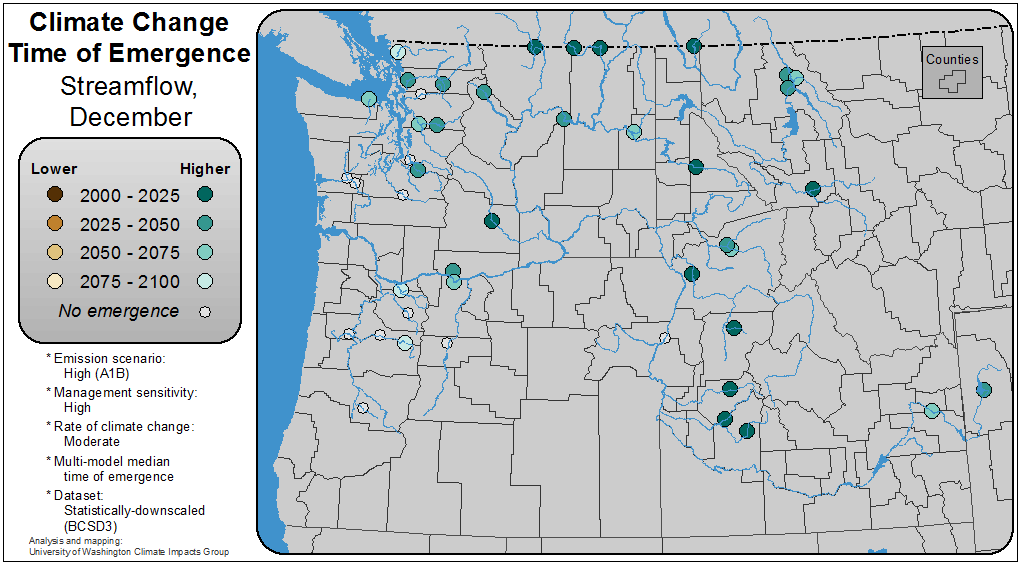 Climate Change
Time of Emergence
Streamflow,
December
Lower Higher
2000 - 2025
2025 - 2050
2050 - 2075
2075 - 2100
No emergence
* Emission scenario:
High (A1B)
* Management sensitivity:
High
* Rate of climate change:
Moderate
* Multi-model median
time of emergence
* Dataset:
Statistically-downscaled
(BCSD3)
Analysis and mapping:
University of Washington Climate Impacts Group
Counties